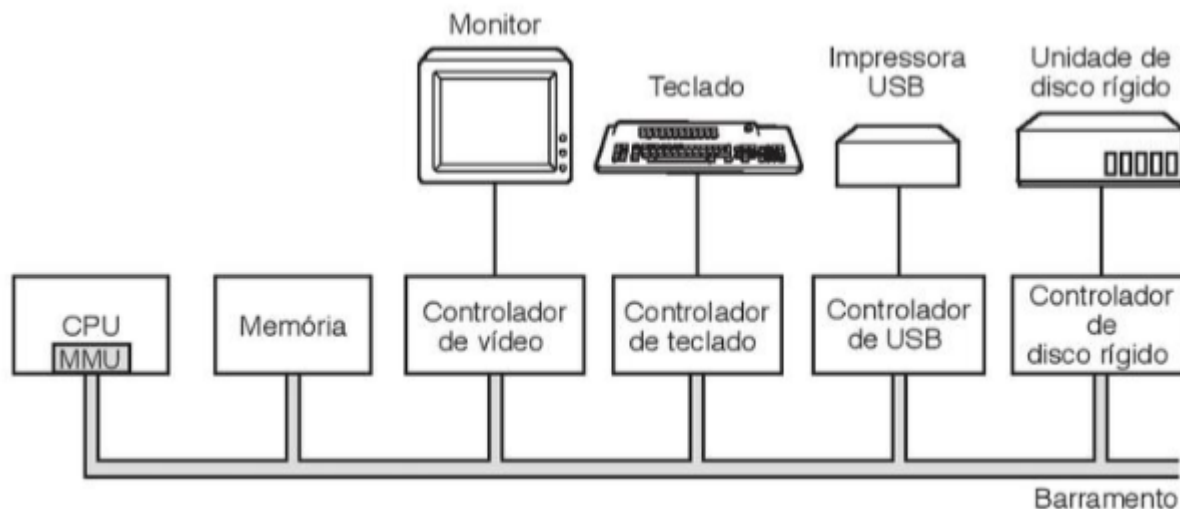 Monitor
Teclado
Impressora
USB
Unidade de
disco rígido
CPU
MMU
Memória
Controlador
de vídeo
Controlador
de teclado
Controlador
de USB
Controlador
de
disco rígido
Barramento